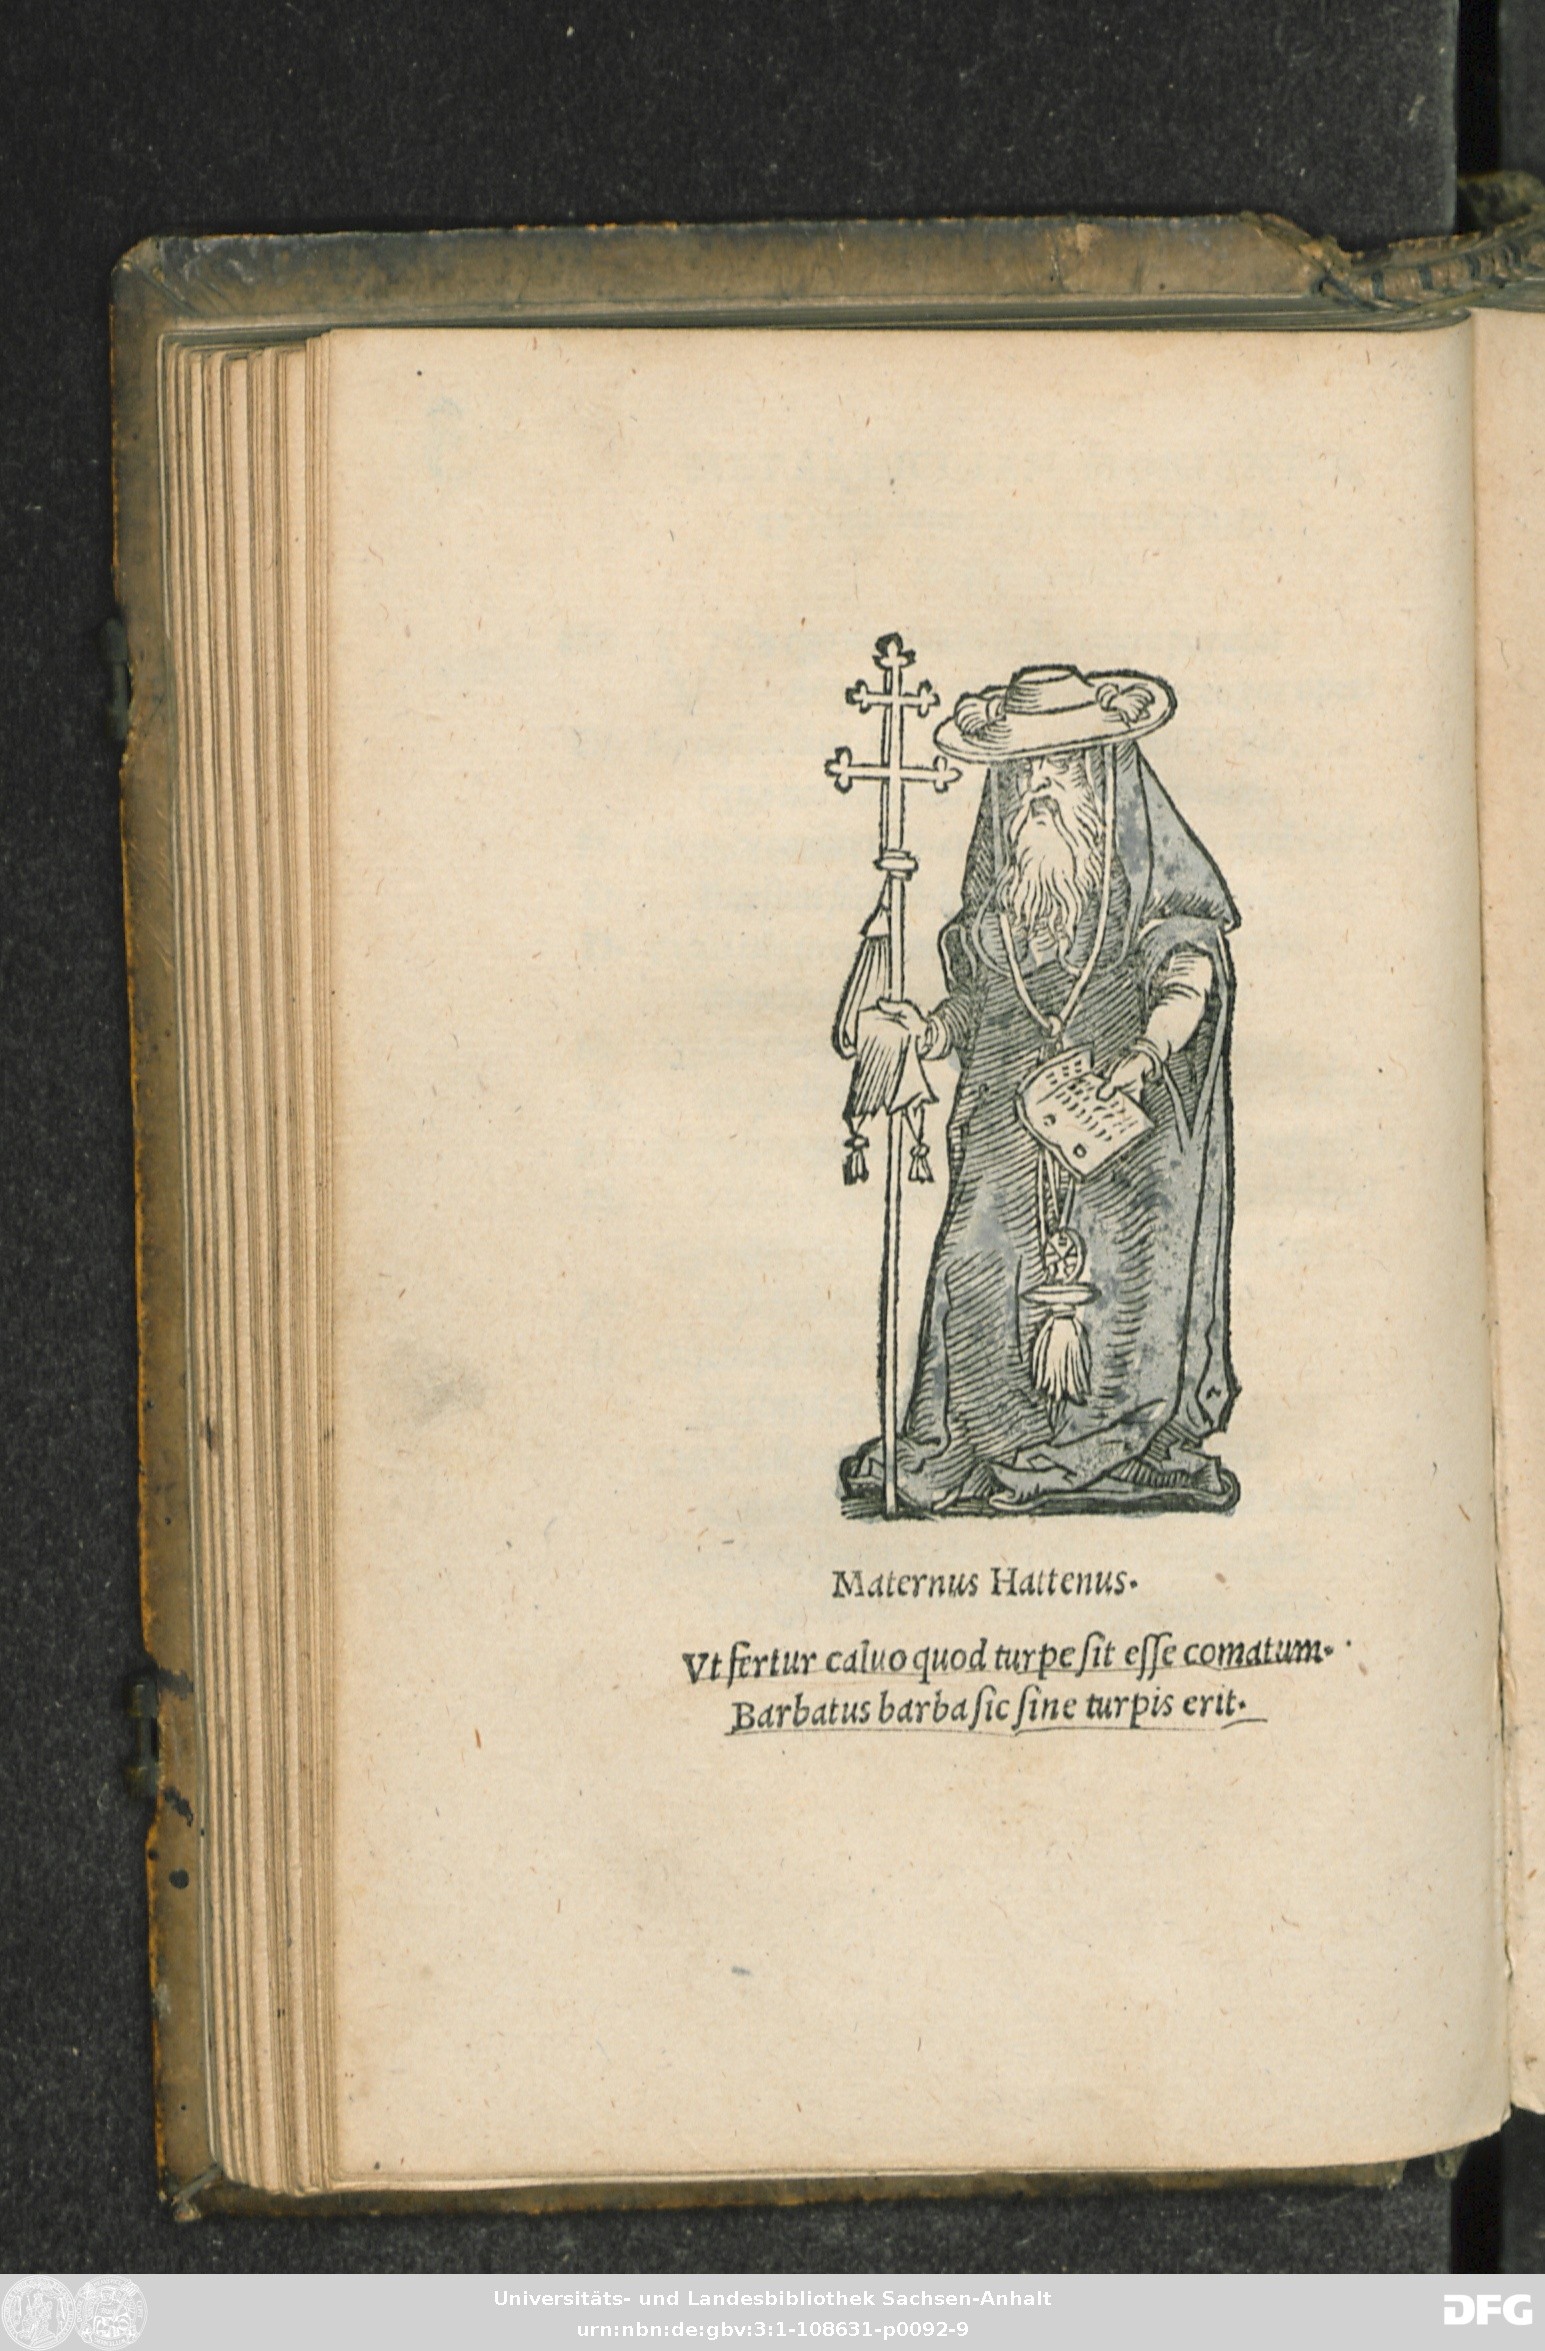 Maternus Hattenus.
Vt fertur caluo quod turpe ſit eſſe comatum.
Barbatus barba ſic ſine turpis erit.
Universitäts- und Landesbibliothek Sachsen-Anhalt
urn:nbn:de:gbv:3:1-108631-p0092-9
DFG